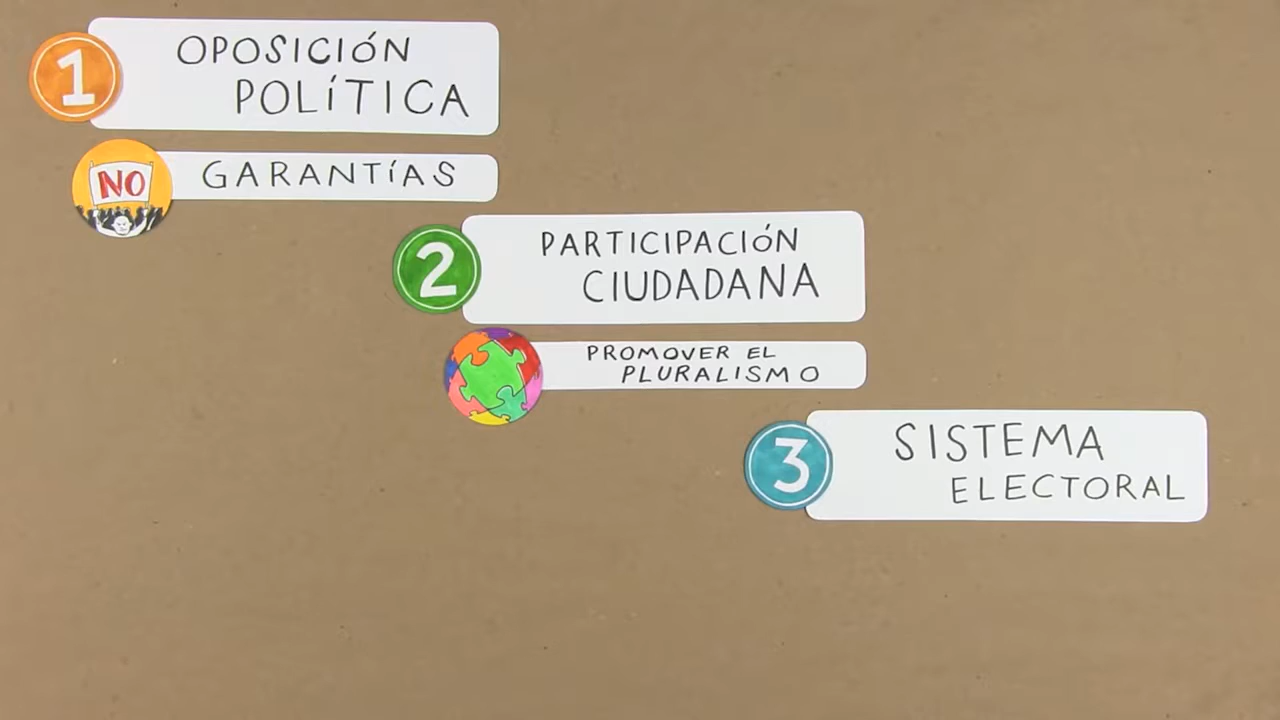 1
OPOSICIÓN
POLÍTICA
NO
GARANTÍAS
2
PARTICIPACIÓN
CIUDADANA
PROMOVER EL
PLURALISMO
3
SISTEMA
ELECTORAL